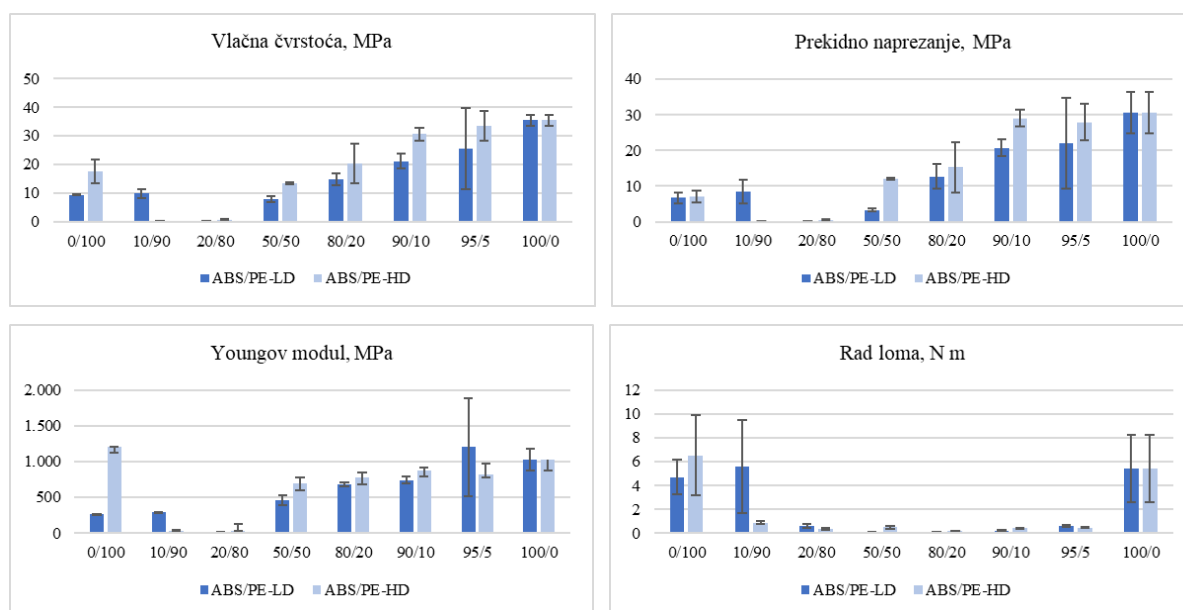 Vlačna čvrstoća, MPa
50
40
30
20
10
0
0/100 10/90 20/80 50/50 80/20 90/10 95/5 100/0
ABS/PE-LD ABS/PE-HD
Prekidno naprezanje, MPa
40
30
20
10
0
0/100 10/90 20/80 50/50 80/20 90/10 95/5 100/0
ABS/PE-LD ABS/PE-HD
Youngov modul, MPa
2.000
1.500
1.000
500
0
0/100 10/90 20/80 50/50 80/20 90/10 95/5 100/0
ABS/PE-LD ABS/PE-HD
Rad loma, N m
12
10
8
6
4
2
0
0/100 10/90 20/80 50/50 80/20 90/10 95/5 100/0
ABS/PE-LD ABS/PE-HD